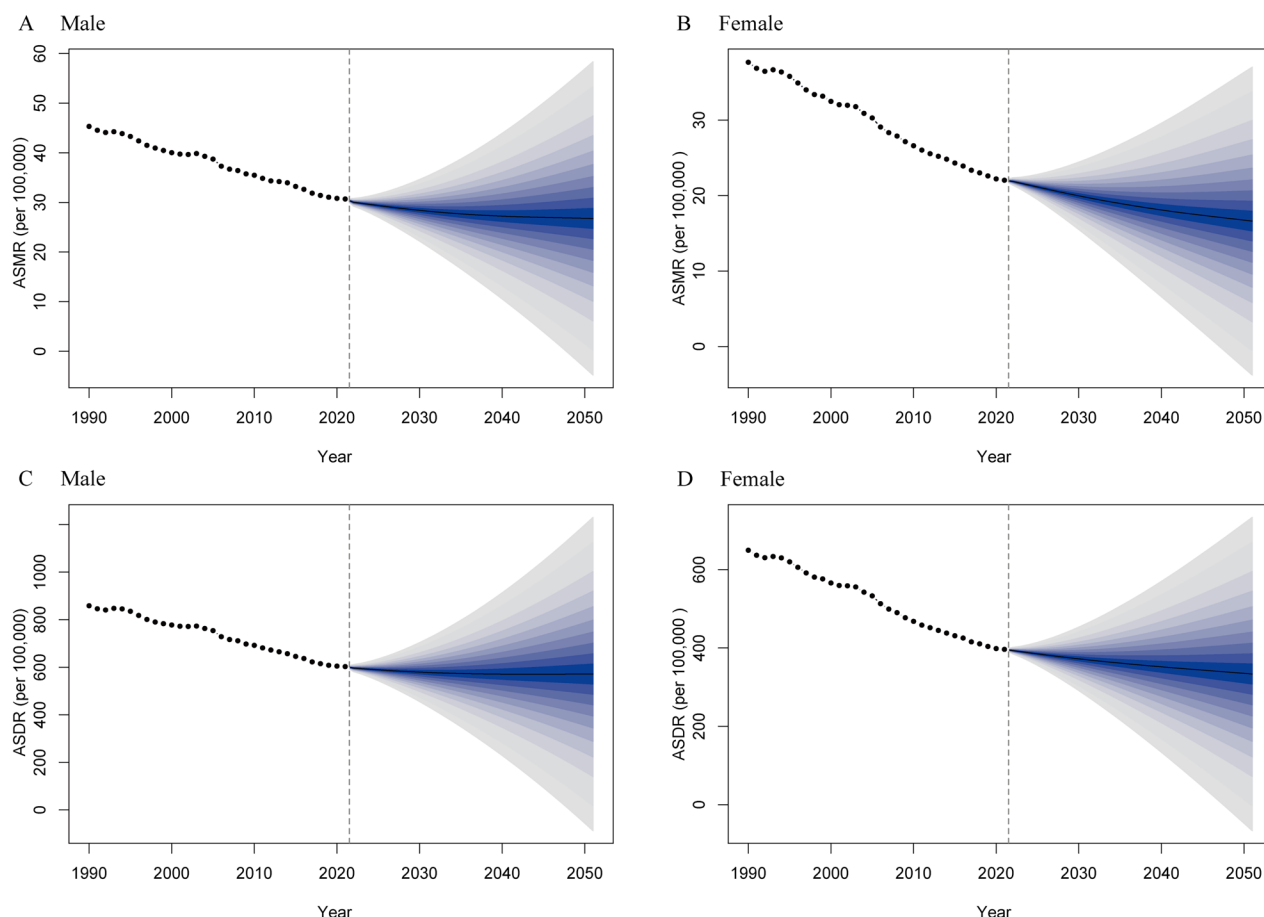 A Male
60
50
40
30
20
10
0
ASMR (per 100,000)
1990 2000 2010 2020 2030 2040 2050
Year
B Female
30
20
10
0
ASMR (per 100,000 )
1990 2000 2010 2020 2030 2040 2050
Year
C Male
1000
800
600
400
200
0
ASDR (per 100,000)
1990 2000 2010 2020 2030 2040 2050
Year
D Female
600
400
200
0
ASDR (per 100,000 )
1990 2000 2010 2020 2030 2040 2050
Year